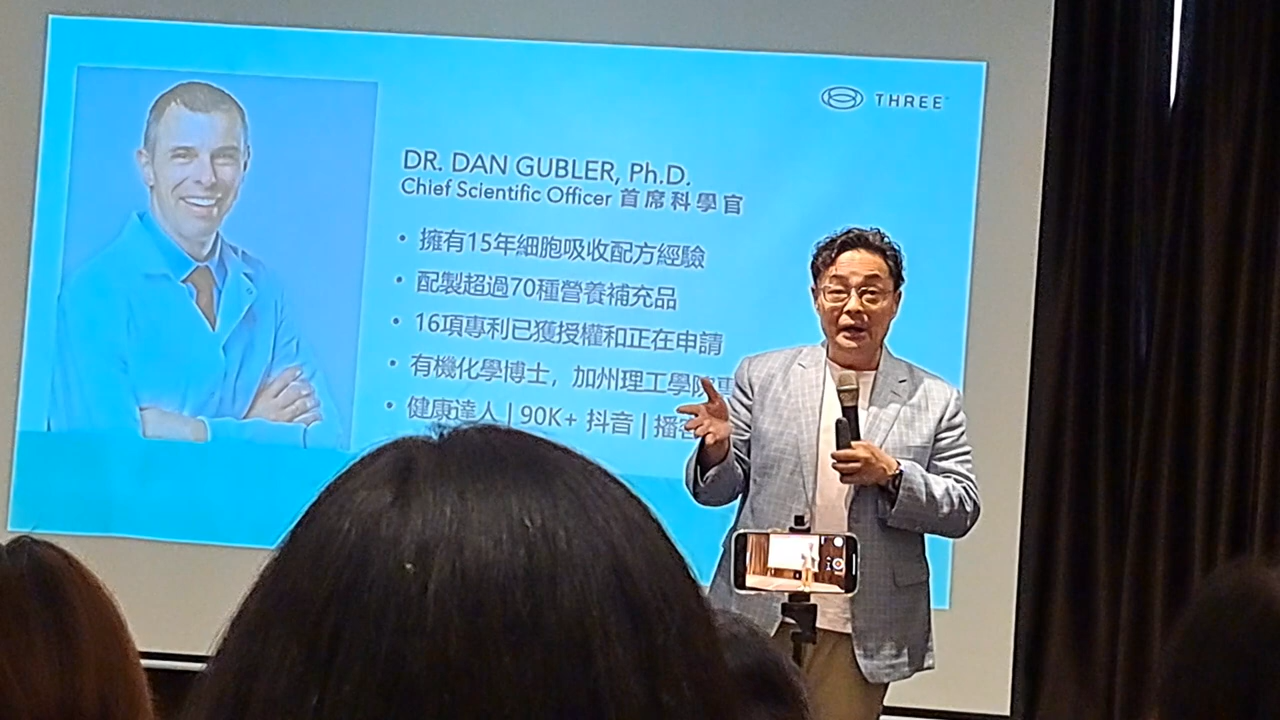 THREE
DR. DAN GUBLER, Ph.D.
Chief Scientific Officer 首席科學官
• 擁有15年細胞吸收配方經驗
• 配製超過70種營養補充品
• 16項專利已獲授權和正在申請
• 有機化學博士，加州理工學院
• 健康達人 | 90K+ 抖音 | 播客